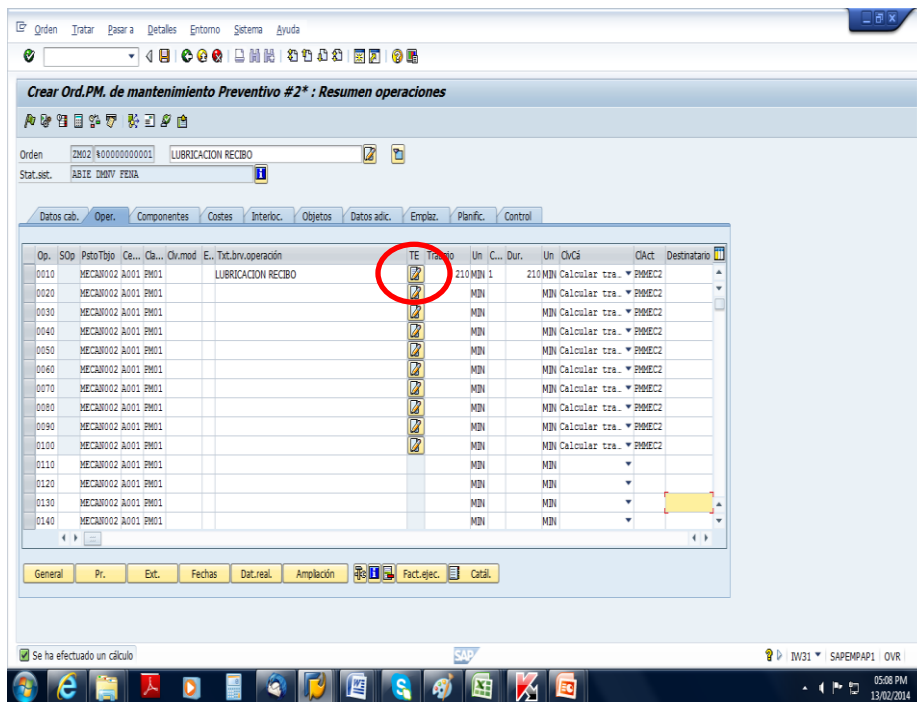 Orden Tratar Pasar a Detalles Entorno Sistema Ayuda
Crear Ord.PM. de mantenimiento Preventivo #2* : Resumen operaciones
Orden ZM02 %00000000001 LUBRICACION RECIBO
Stat.sist. ABIE DMNV FENA
Datos cab. Oper. Componentes Costes Interloc. Objetos Datos adic. Emplaz. Planific. Control
Op. SOp PstoTbjo Ce... Cla... Clv.mod E.. Txt.brv.operación TE Trabajo Un C... Dur. Un ClvCá ClAct Destinatario
0010 MECAN002 A001 PM01 LUBRICACION RECIBO 210 MIN 1 210 MIN Calcular tra… PMMEC2
0020 MECAN002 A001 PM01 MIN MIN Calcular tra… PMMEC2
0030 MECAN002 A001 PM01 MIN MIN Calcular tra… PMMEC2
0040 MECAN002 A001 PM01 MIN MIN Calcular tra… PMMEC2
0050 MECAN002 A001 PM01 MIN MIN Calcular tra… PMMEC2
0060 MECAN002 A001 PM01 MIN MIN Calcular tra… PMMEC2
0070 MECAN002 A001 PM01 MIN MIN Calcular tra… PMMEC2
0080 MECAN002 A001 PM01 MIN MIN Calcular tra… PMMEC2
0090 MECAN002 A001 PM01 MIN MIN Calcular tra… PMMEC2
0100 MECAN002 A001 PM01 MIN MIN Calcular tra… PMMEC2
0110 MECAN002 A001 PM01 MIN MIN
0120 MECAN002 A001 PM01 MIN MIN
0130 MECAN002 A001 PM01 MIN MIN
0140 MECAN002 A001 PM01 MIN MIN
General Pr. Ext. Fechas Dat.real. Ampliación Fact.ejec. Catál.
Se ha efectuado un cálculo SAP IW31 SAPEMPAP1 OVR
05:08 PM
13/02/2014